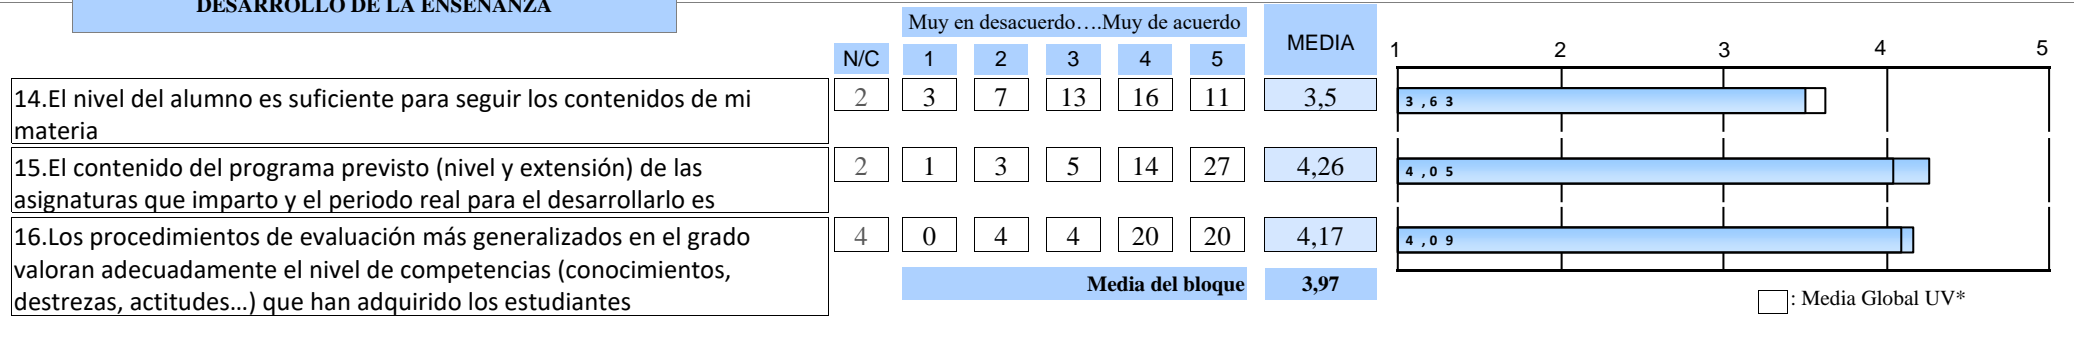 DESARROLLO DE LA ENSEÑANZA
Muy en desacuerdo….Muy de acuerdo
MEDIA
N/C 1 2 3 4 5
1 2 3 4 5
14.El nivel del alumno es suficiente para seguir los contenidos de mi
materia
2 3 7 13 16 11 3,5
3,63
15.El contenido del programa previsto (nivel y extensión) de las
asignaturas que imparto y el periodo real para el desarrollarlo es
2 1 3 5 14 27 4,26
4,05
16.Los procedimientos de evaluación más generalizados en el grado
valoran adecuadamente el nivel de competencias (conocimientos,
destrezas, actitudes…) que han adquirido los estudiantes
4 0 4 4 20 20 4,17
4,09
Media del bloque 3,97
: Media Global UV*